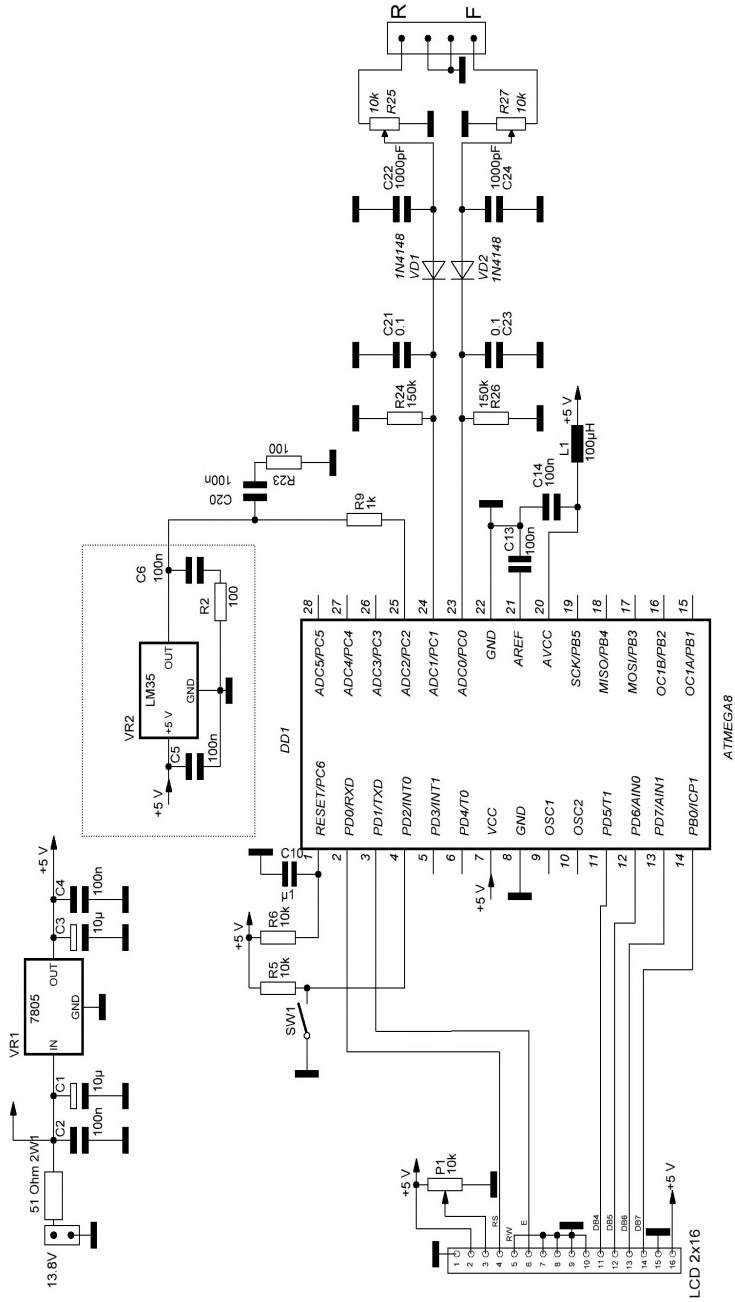 13.8V
51 Ohm 2W1
C2
100n
C1
10µ
VR1
7805
IN
OUT
GND
C3
10µ
C4
100n
+5 V
VR2
LM35
+5 V
OUT
GND
+5 V
C5
100n
C6
100n
R2
100
C20
100n
R23
100
R9
1k
R24
150k
C21
0.1
1N4148
VD1
C22
1000pF
10k
R25
R
F
150k
R26
0.1
C23
VD2
1N4148
1000pF
C24
R27
10k
+5 V
L1
100µH
C14
100n
C13
100n
DD1
ATMEGA8
RESET/PC6
PD0/RXD
PD1/TXD
PD2/INT0
PD3/INT1
PD4/T0
VCC
GND
OSC1
OSC2
PD5/T1
PD6/AIN0
PD7/AIN1
PB0/ICP1
ADC5/PC5
ADC4/PC4
ADC3/PC3
ADC2/PC2
ADC1/PC1
ADC0/PC0
GND
AREF
AVCC
SCK/PB5
MISO/PB4
MOSI/PB3
OC1B/PB2
OC1A/PB1
1
2
3
4
5
6
7
8
9
10
11
12
13
14
28
27
26
25
24
23
22
21
20
19
18
17
16
15
+5 V
C10
µ1
R6
10k
+5 V
R5
10k
SW1
+5 V
P1
10k
RS
RW
E
DB4
DB5
DB6
DB7
+5 V
1
2
3
4
5
6
7
8
9
10
11
12
13
14
15
16
LCD 2x16